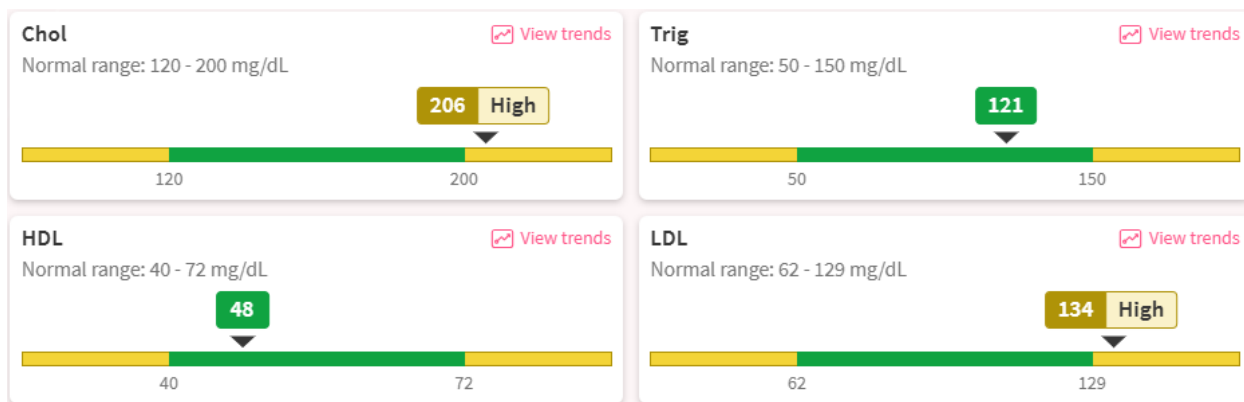 Chol View trends
Normal range: 120 - 200 mg/dL
206 High
120 200
Trig View trends
Normal range: 50 - 150 mg/dL
121
50 150
HDL View trends
Normal range: 40 - 72 mg/dL
48
40 72
LDL View trends
Normal range: 62 - 129 mg/dL
134 High
62 129